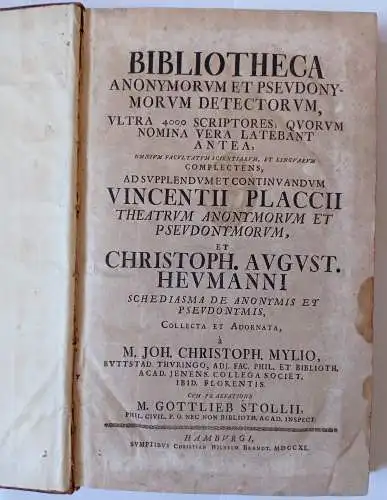 BIBLIOTHECA
ANONYMORVM ET PSEVDONY-
MORVM DETECTORVM,
VLTRA 4000 SCRIPTORES, QVORVM
NOMINA VERA LATEBANT
ANTEA,
OMNIVM FACVLTATVM SCIENTIARVM, ET LINGVARVM
COMPLECTENS,
AD SVPPLENDVM ET CONTINVANDVM
VINCENTII PLACCII
THEATRVM ANONYMORVM ET
PSEVDONYMORVM,
ET
CHRISTOPH. AVGVST.
HEVMANNI
SCHEDIASMA DE ANONYMIS ET
PSEVDONYMIS,
COLLECTA ET ADORNATA,
à
M. JOH. CHRISTOPH. MYLIO,
BVTTSTAD. THVRINGO, ADJ. FAC. PHIL. ET BIBLIOTH.
ACAD. JENENS. COLLEGA SOCIET.
IBID. FLORENTIS.
CVM PRAEFATIONE
M. GOTTLIEB STOLLII,
PHIL. CIVIL. P. O. NEC NON BIBLIOTH. ACAD. INSPECT.
HAMBVRGI,
SVMPTIBVS CHRISTIAN WILHELM BRANDT, MDCCXL.